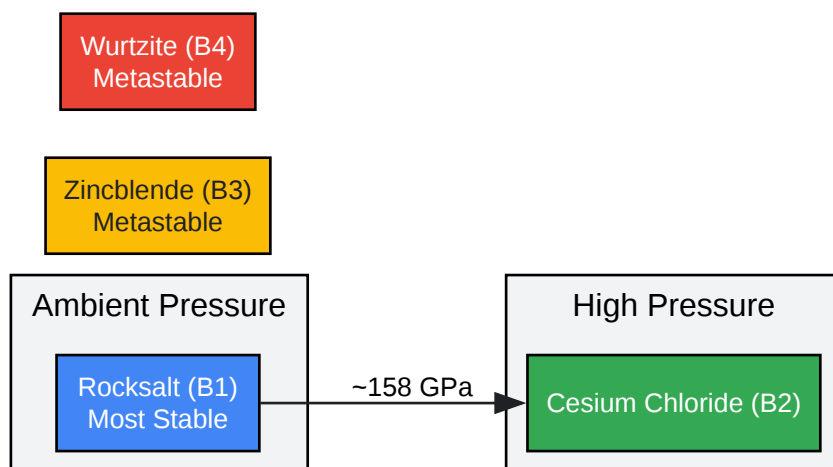 Wurtzite (B4)
Metastable
Zincblende (B3)
Metastable
Ambient Pressure
Rocksalt (B1)
Most Stable
~158 GPa
High Pressure
Cesium Chloride (B2)